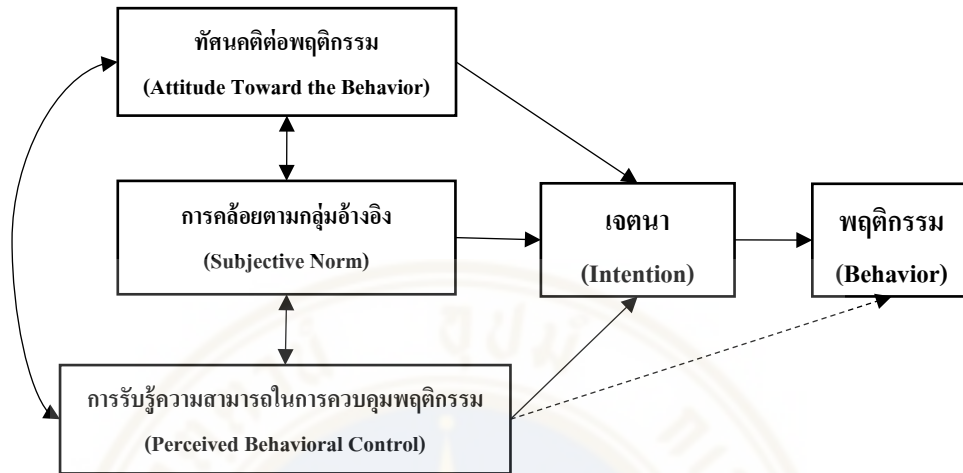 ทัศนคติต่อพฤติกรรม
(Attitude Toward the Behavior)
การคล้อยตามกลุ่มอ้างอิง
(Subjective Norm)
เจตนา
(Intention)
พฤติกรรม
(Behavior)
การรับรู้ความสามารถในการควบคุมพฤติกรรม
(Perceived Behavioral Control)